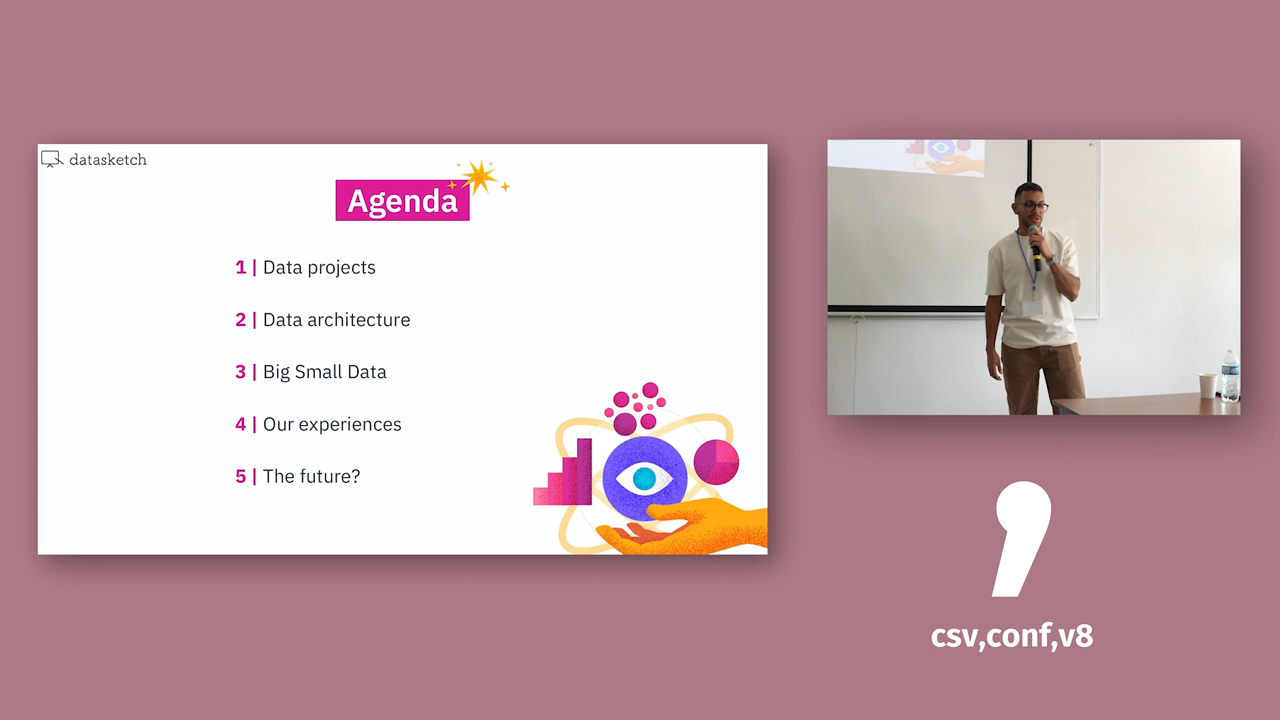 datasketch
Agenda
1 | Data projects
2 | Data architecture
3 | Big Small Data
4 | Our experiences
5 | The future?
csv,conf,v8